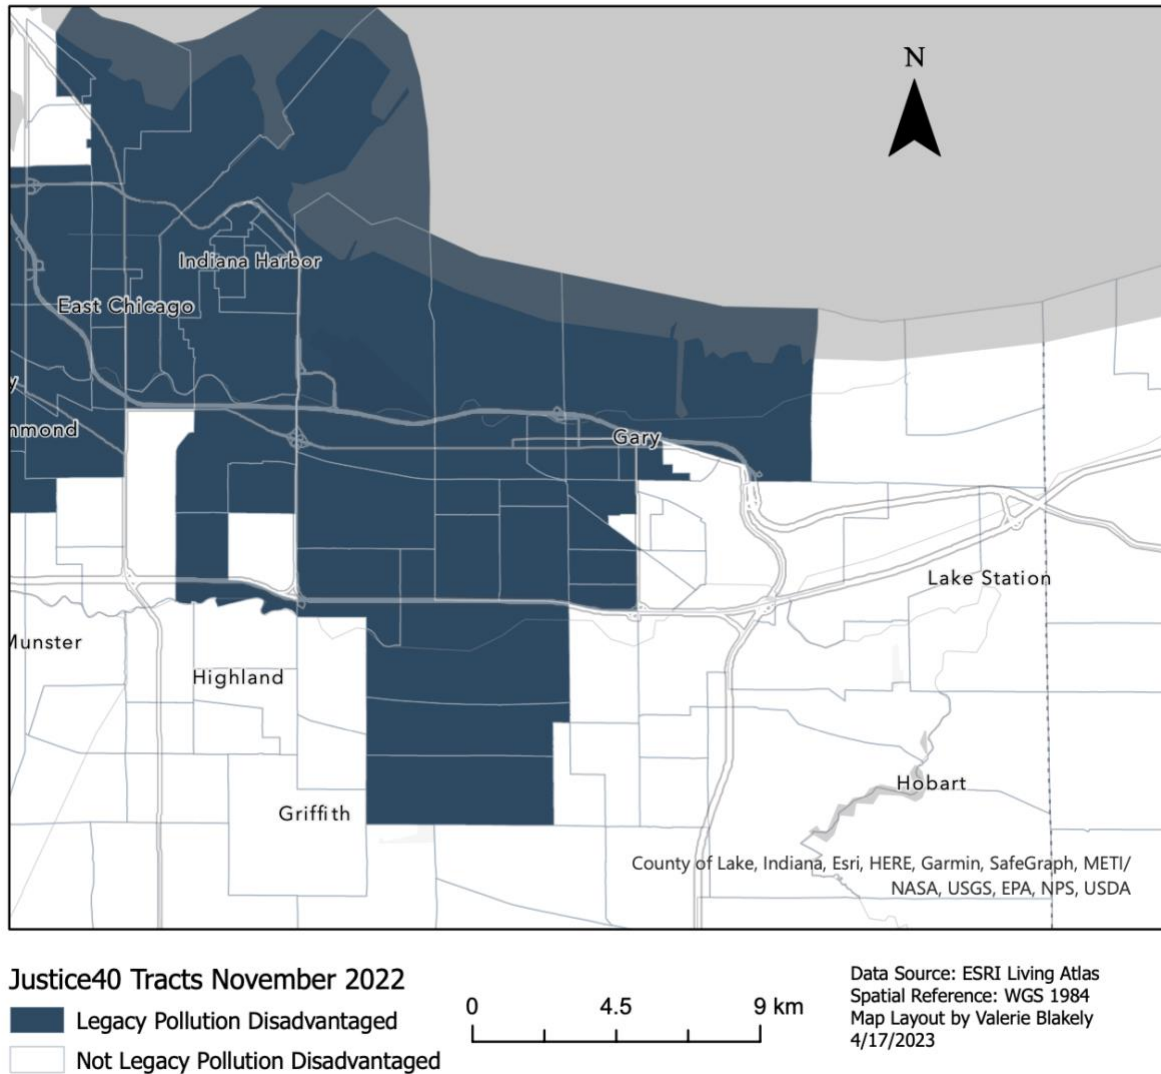 N
Indiana Harbor
East Chicago
y
mmond
Gary
Lake Station
Munster
Highland
Hobart
Griffith
County of Lake, Indiana, Esri, HERE, Garmin, SafeGraph, METI/
NASA, USGS, EPA, NPS, USDA
Justice40 Tracts November 2022
Legacy Pollution Disadvantaged
Not Legacy Pollution Disadvantaged
0 4.5 9 km
Data Source: ESRI Living Atlas
Spatial Reference: WGS 1984
Map Layout by Valerie Blakely
4/17/2023